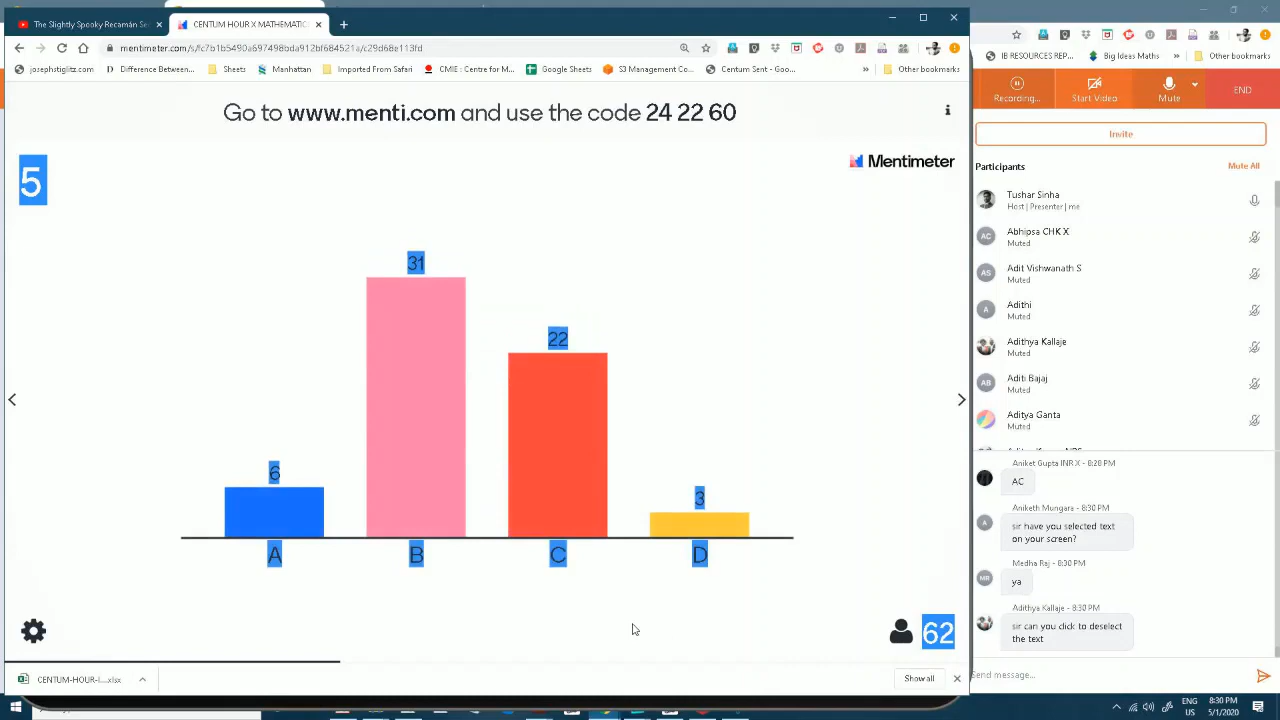 The Slightly Spooky Recamán Se
CENTUM HOUR X MATHEMATIC
mentimeter.com/s/fc7b1b5490a697498bda912bf684521a/c29d68e113fd
josephstiglitz.com
Difference Between...
Sheets
Manhattan
Imported From Safari
CMIE : Centre for M...
Google Sheets
S3 Management Co...
Centum Sent - Goo...
»
Other bookmarks
IB RESOURCES REP...
Big Ideas Maths
»
Other bookmarks
Go to www.menti.com and use the code 24 22 60
Mentimeter
5
31
22
6
3
A
B
C
D
62
CENTUM-HOUR-I....xlsx
Show all
Recording...
Start Video
Mute
END
Invite
Participants
Mute All
Tushar Sinha
Host | Presenter | me
AC
Abhipsa CHK X
Muted
AS
Adit Vishwanath S
Muted
A
Adithi
Muted
Adithya Kallaje
Muted
AB
Aditi Bajaj
Muted
Aditya Ganta
Muted
Aniket Gupta INR X - 8:28 PM
AC
Aniketh Mungara - 8:30 PM
A
sir have you selected text
on your screen?
Medha Raj - 8:30 PM
MR
ya
Adithya Kallaje - 8:30 PM
sir can you click to deselect
the text
Send message...
ENG
US
8:30 PM
5/1/2020